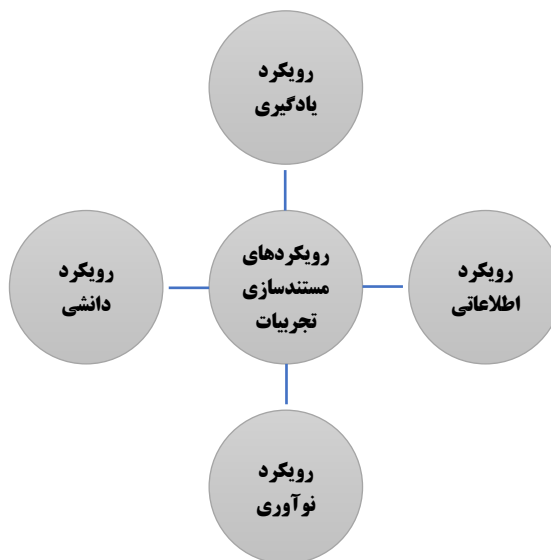 رویکرد
یادگیری
رویکرد
اطلاعاتی
رویکردهای
مستندسازی
تجربیات
رویکرد
دانشی
رویکرد
نوآوری